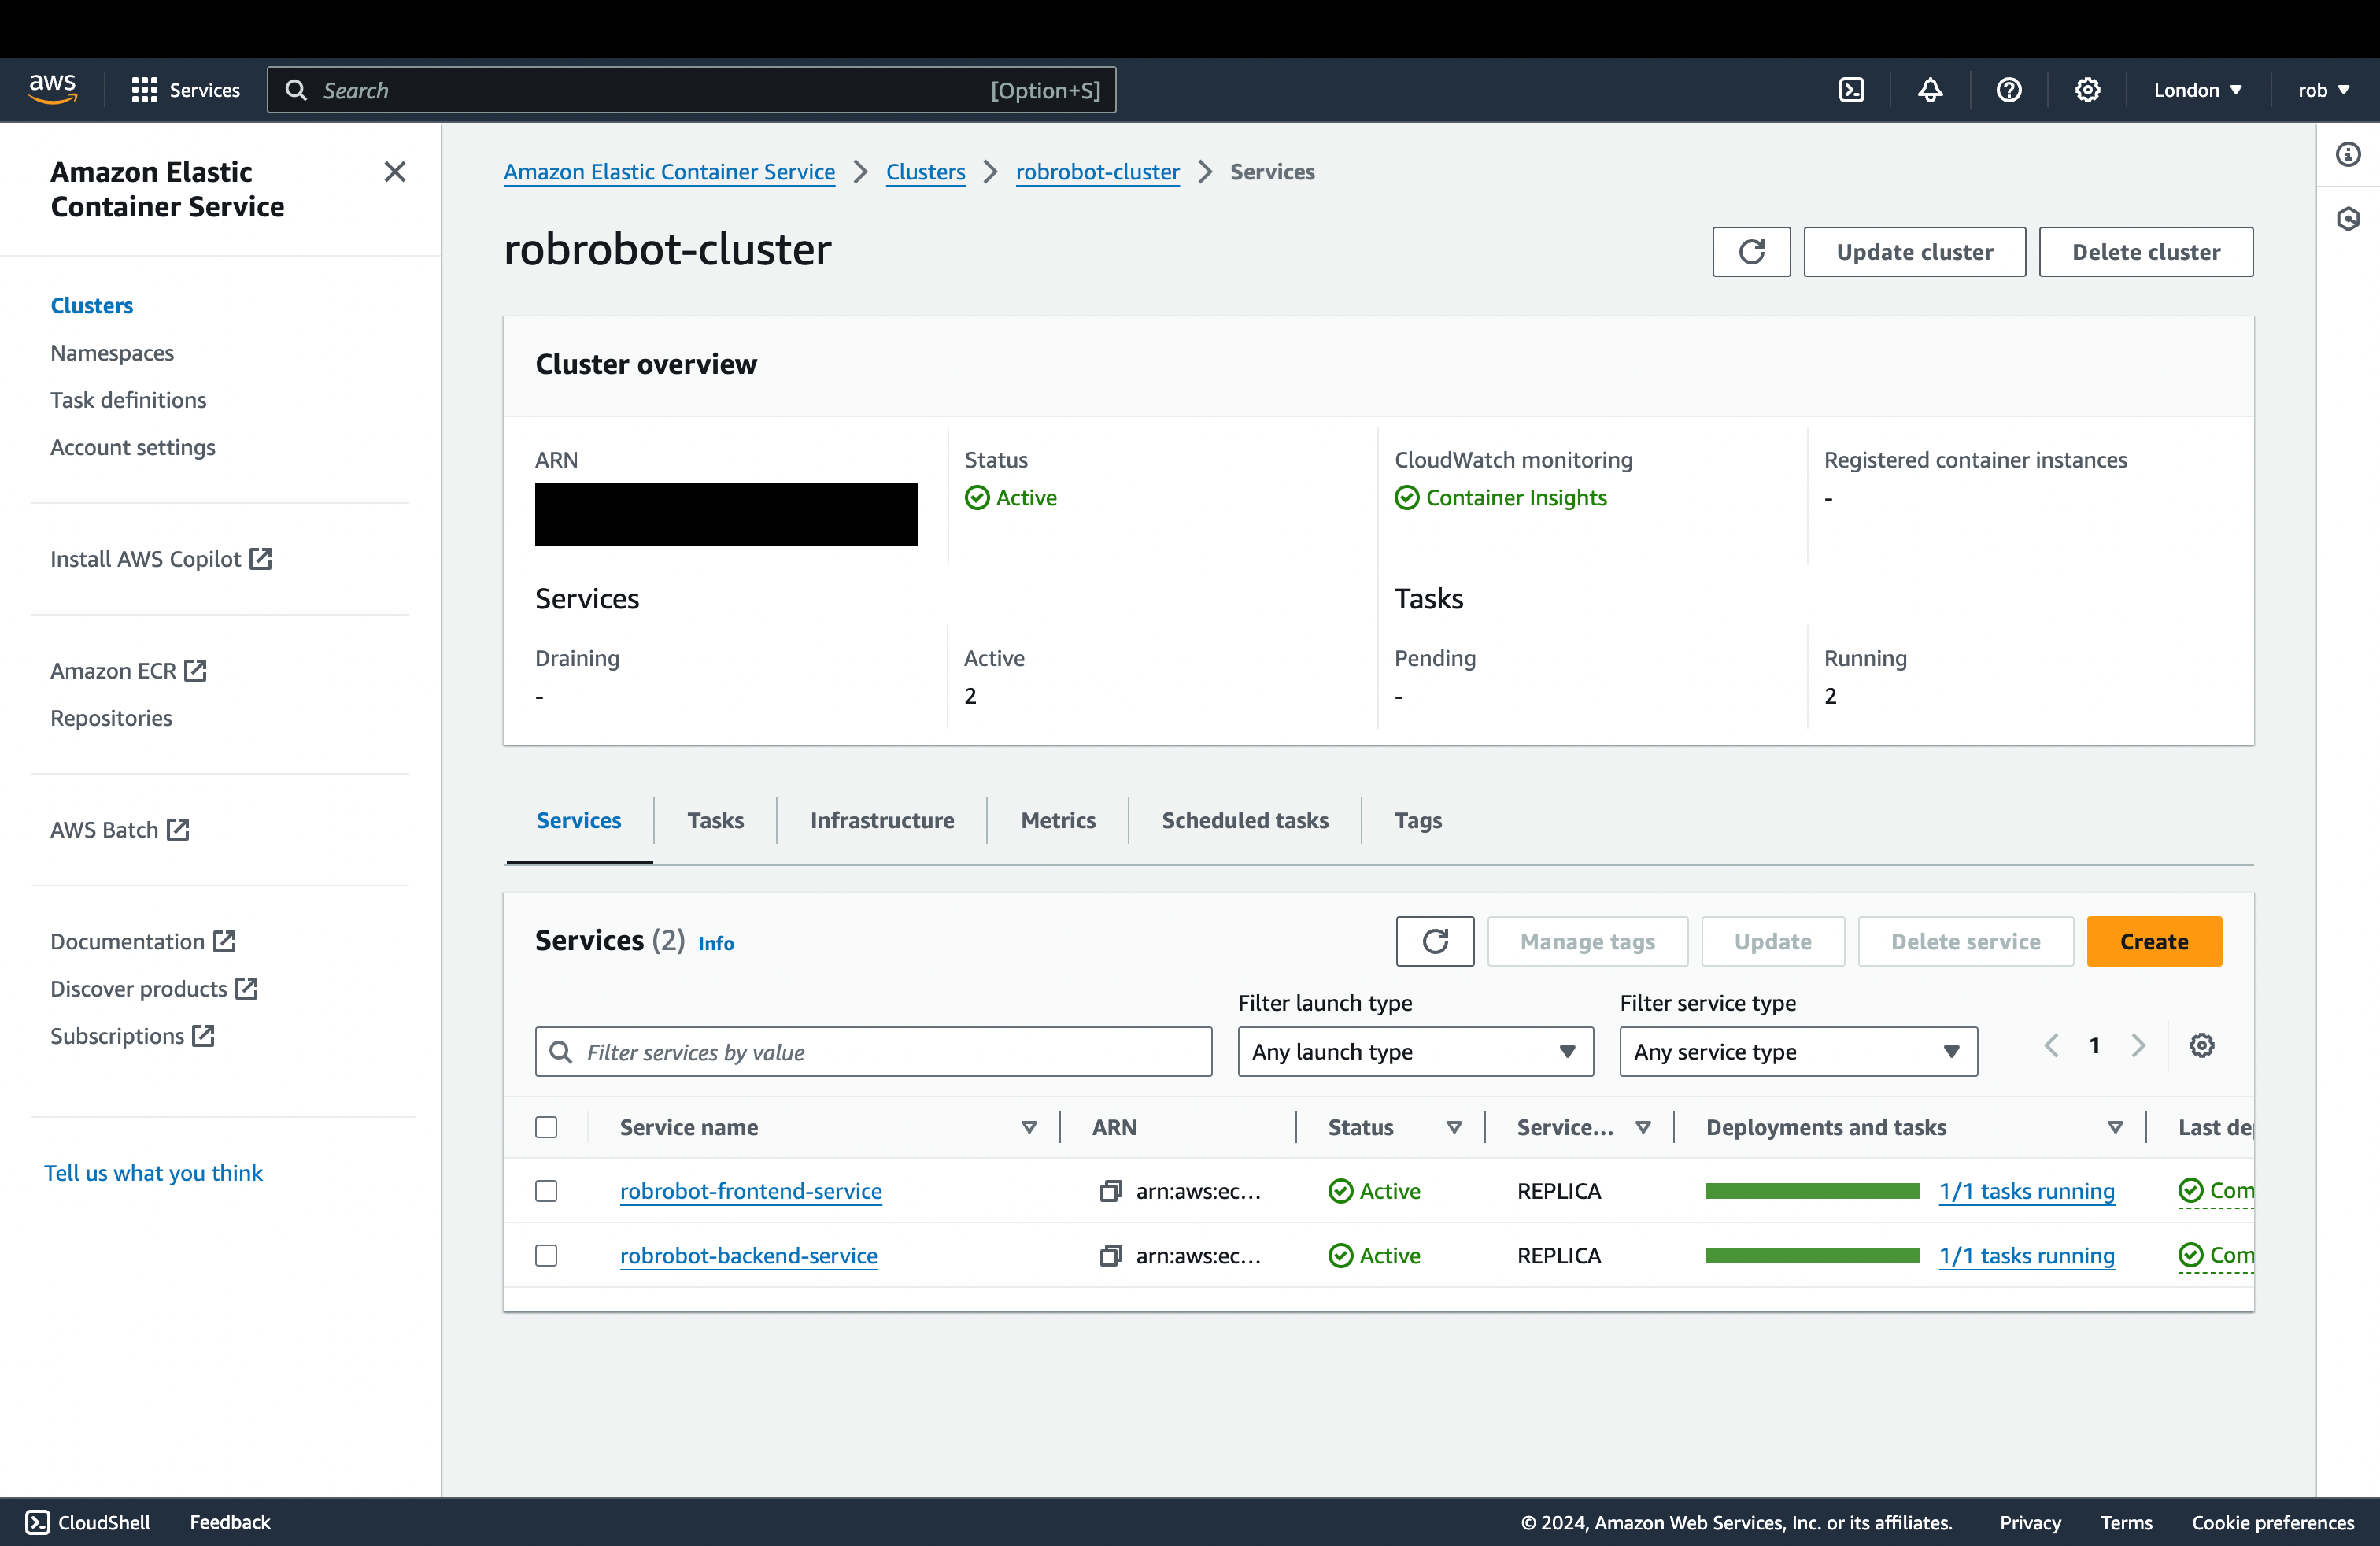 aws
Services
Search
[Option+S]
London
rob
Amazon Elastic
Container Service
Clusters
Namespaces
Task definitions
Account settings
Install AWS Copilot
Amazon ECR
Repositories
AWS Batch
Documentation
Discover products
Subscriptions
Tell us what you think
Amazon Elastic Container Service > Clusters > robrobot-cluster > Services
robrobot-cluster
Update cluster
Delete cluster
Cluster overview
ARN
Status
Active
CloudWatch monitoring
Container Insights
Registered container instances
-
Services
Tasks
Draining
-
Active
2
Pending
-
Running
2
Services
Tasks
Infrastructure
Metrics
Scheduled tasks
Tags
Services (2) Info
Manage tags
Update
Delete service
Create
Filter launch type
Filter service type
Filter services by value
Any launch type
Any service type
1
Service name
ARN
Status
Service...
Deployments and tasks
Last de
robrobot-frontend-service
arn:aws:ec...
Active
REPLICA
1/1 tasks running
Com
robrobot-backend-service
arn:aws:ec...
Active
REPLICA
1/1 tasks running
Com
CloudShell
Feedback
© 2024, Amazon Web Services, Inc. or its affiliates.
Privacy
Terms
Cookie preferences